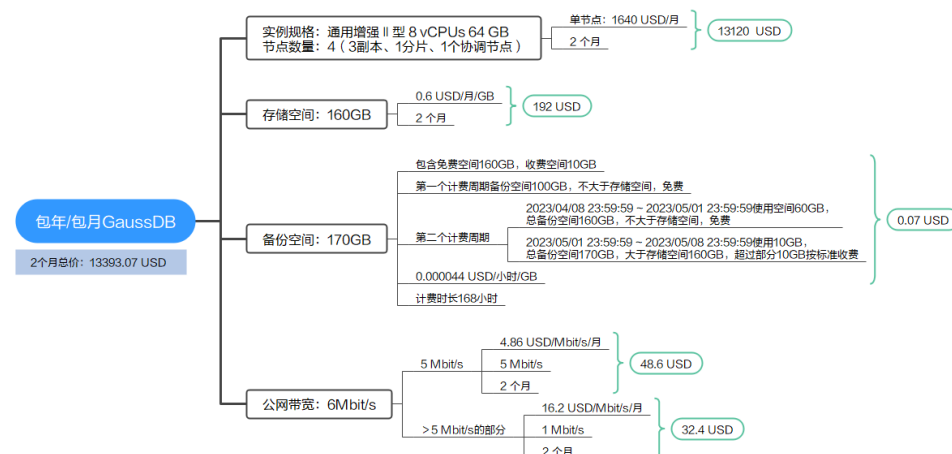 包年/包月GaussDB
2个月总价：13393.07 USD
实例规格：通用增强 II 型 8 vCPUs 64 GB
节点数量：4（3副本、1分片、1个协调节点）
单节点：1640 USD/月
2 个月
13120 USD
存储空间：160GB
0.6 USD/月/GB
2 个月
192 USD
备份空间：170GB
包含免费空间160GB，收费空间10GB
第一个计费周期备份空间100GB，不大于存储空间，免费
第二个计费周期
2023/04/08 23:59:59 ~ 2023/05/01 23:59:59使用空间60GB，
总备份空间160GB，不大于存储空间，免费
2023/05/01 23:59:59 ~ 2023/05/08 23:59:59使用10GB，
总备份空间170GB，大于存储空间160GB，超过部分10GB按标准收费
0.000044 USD/小时/GB
计费时长168小时
0.07 USD
公网带宽：6Mbit/s
5 Mbit/s
4.86 USD/Mbit/s/月
5 Mbit/s
2 个月
48.6 USD
＞5 Mbit/s的部分
16.2 USD/Mbit/s/月
1 Mbit/s
2 个月
32.4 USD